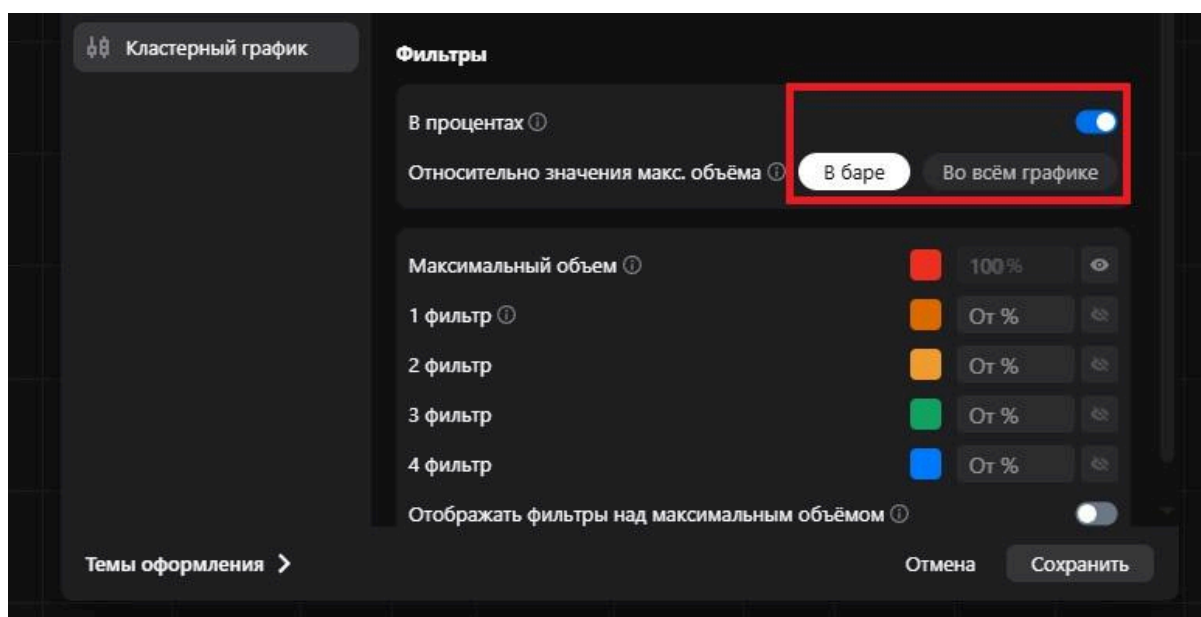 Кластерный график
Фильтры
В процентах
Относительно значения макс. объёма В баре Во всём графике
Максимальный объем 100%
1 фильтр От %
2 фильтр От %
3 фильтр От %
4 фильтр От %
Отображать фильтры над максимальным объёмом
Темы оформления Отмена Сохранить